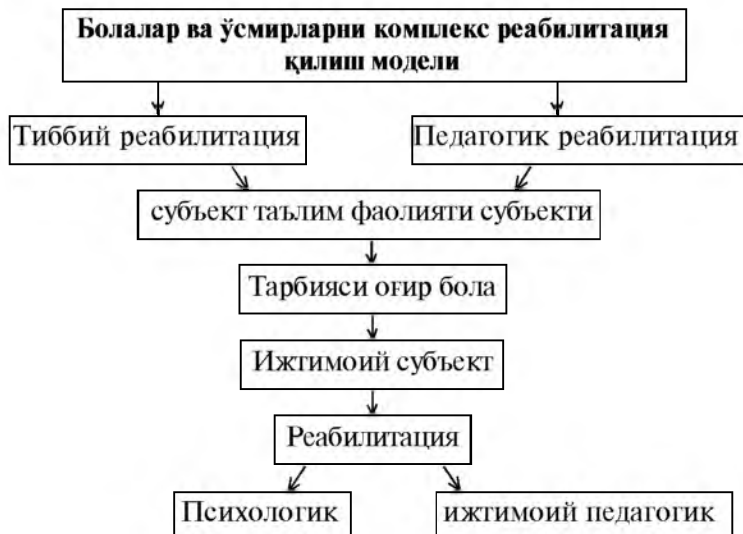 Болалар ва ўсмирларни комплекс реабилитация
қилиш модели
Тиббий реабилитация
Педагогик реабилитация
субъект таълим фаолияти субъекти
Тарбияси оғир бола
Ижтимоий субъект
Реабилитация
Психологик
ижтимоий педагогик